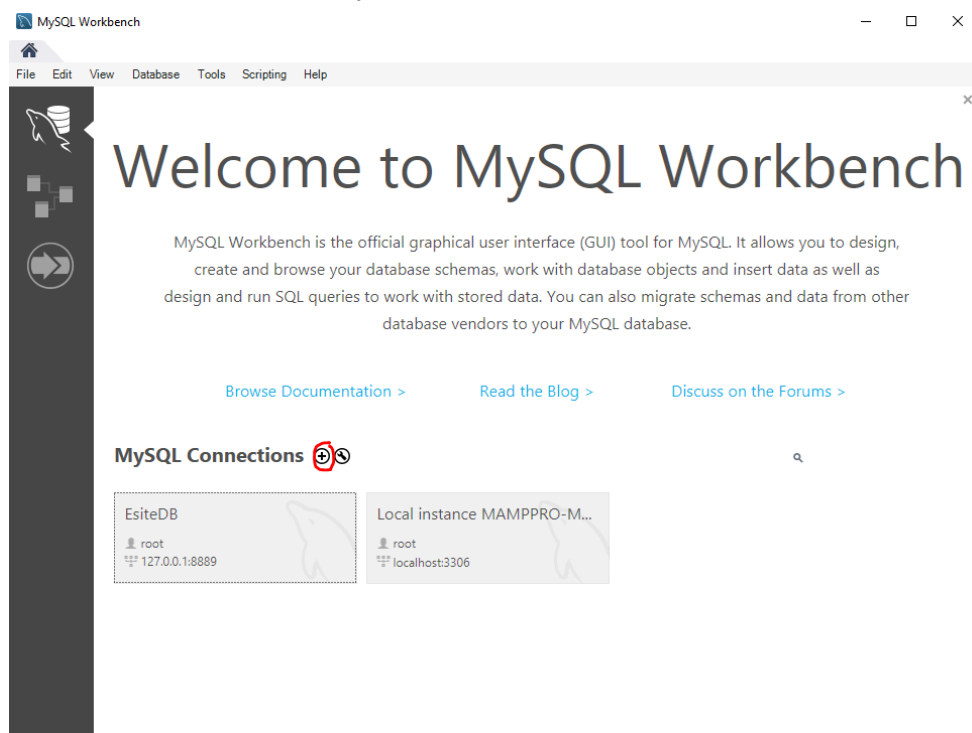 MySQL Workbench
File Edit View Database Tools Scripting Help
Welcome to MySQL Workbench
MySQL Workbench is the official graphical user interface (GUI) tool for MySQL. It allows you to design,
create and browse your database schemas, work with database objects and insert data as well as
design and run SQL queries to work with stored data. You can also migrate schemas and data from other
database vendors to your MySQL database.
Browse Documentation > Read the Blog > Discuss on the Forums >
MySQL Connections
EsiteDB
root
127.0.0.1:8889
Local instance MAMPPRO-M...
root
localhost:3306